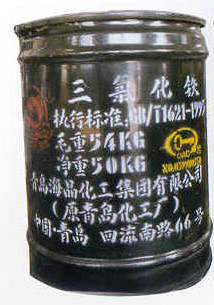 三氯化铁
执行标准:GB/T1621-1993
毛重54KG
净重50KG
青岛海晶化工集团有限公司
(原青岛化工厂)
中国·青岛 四流南路66号